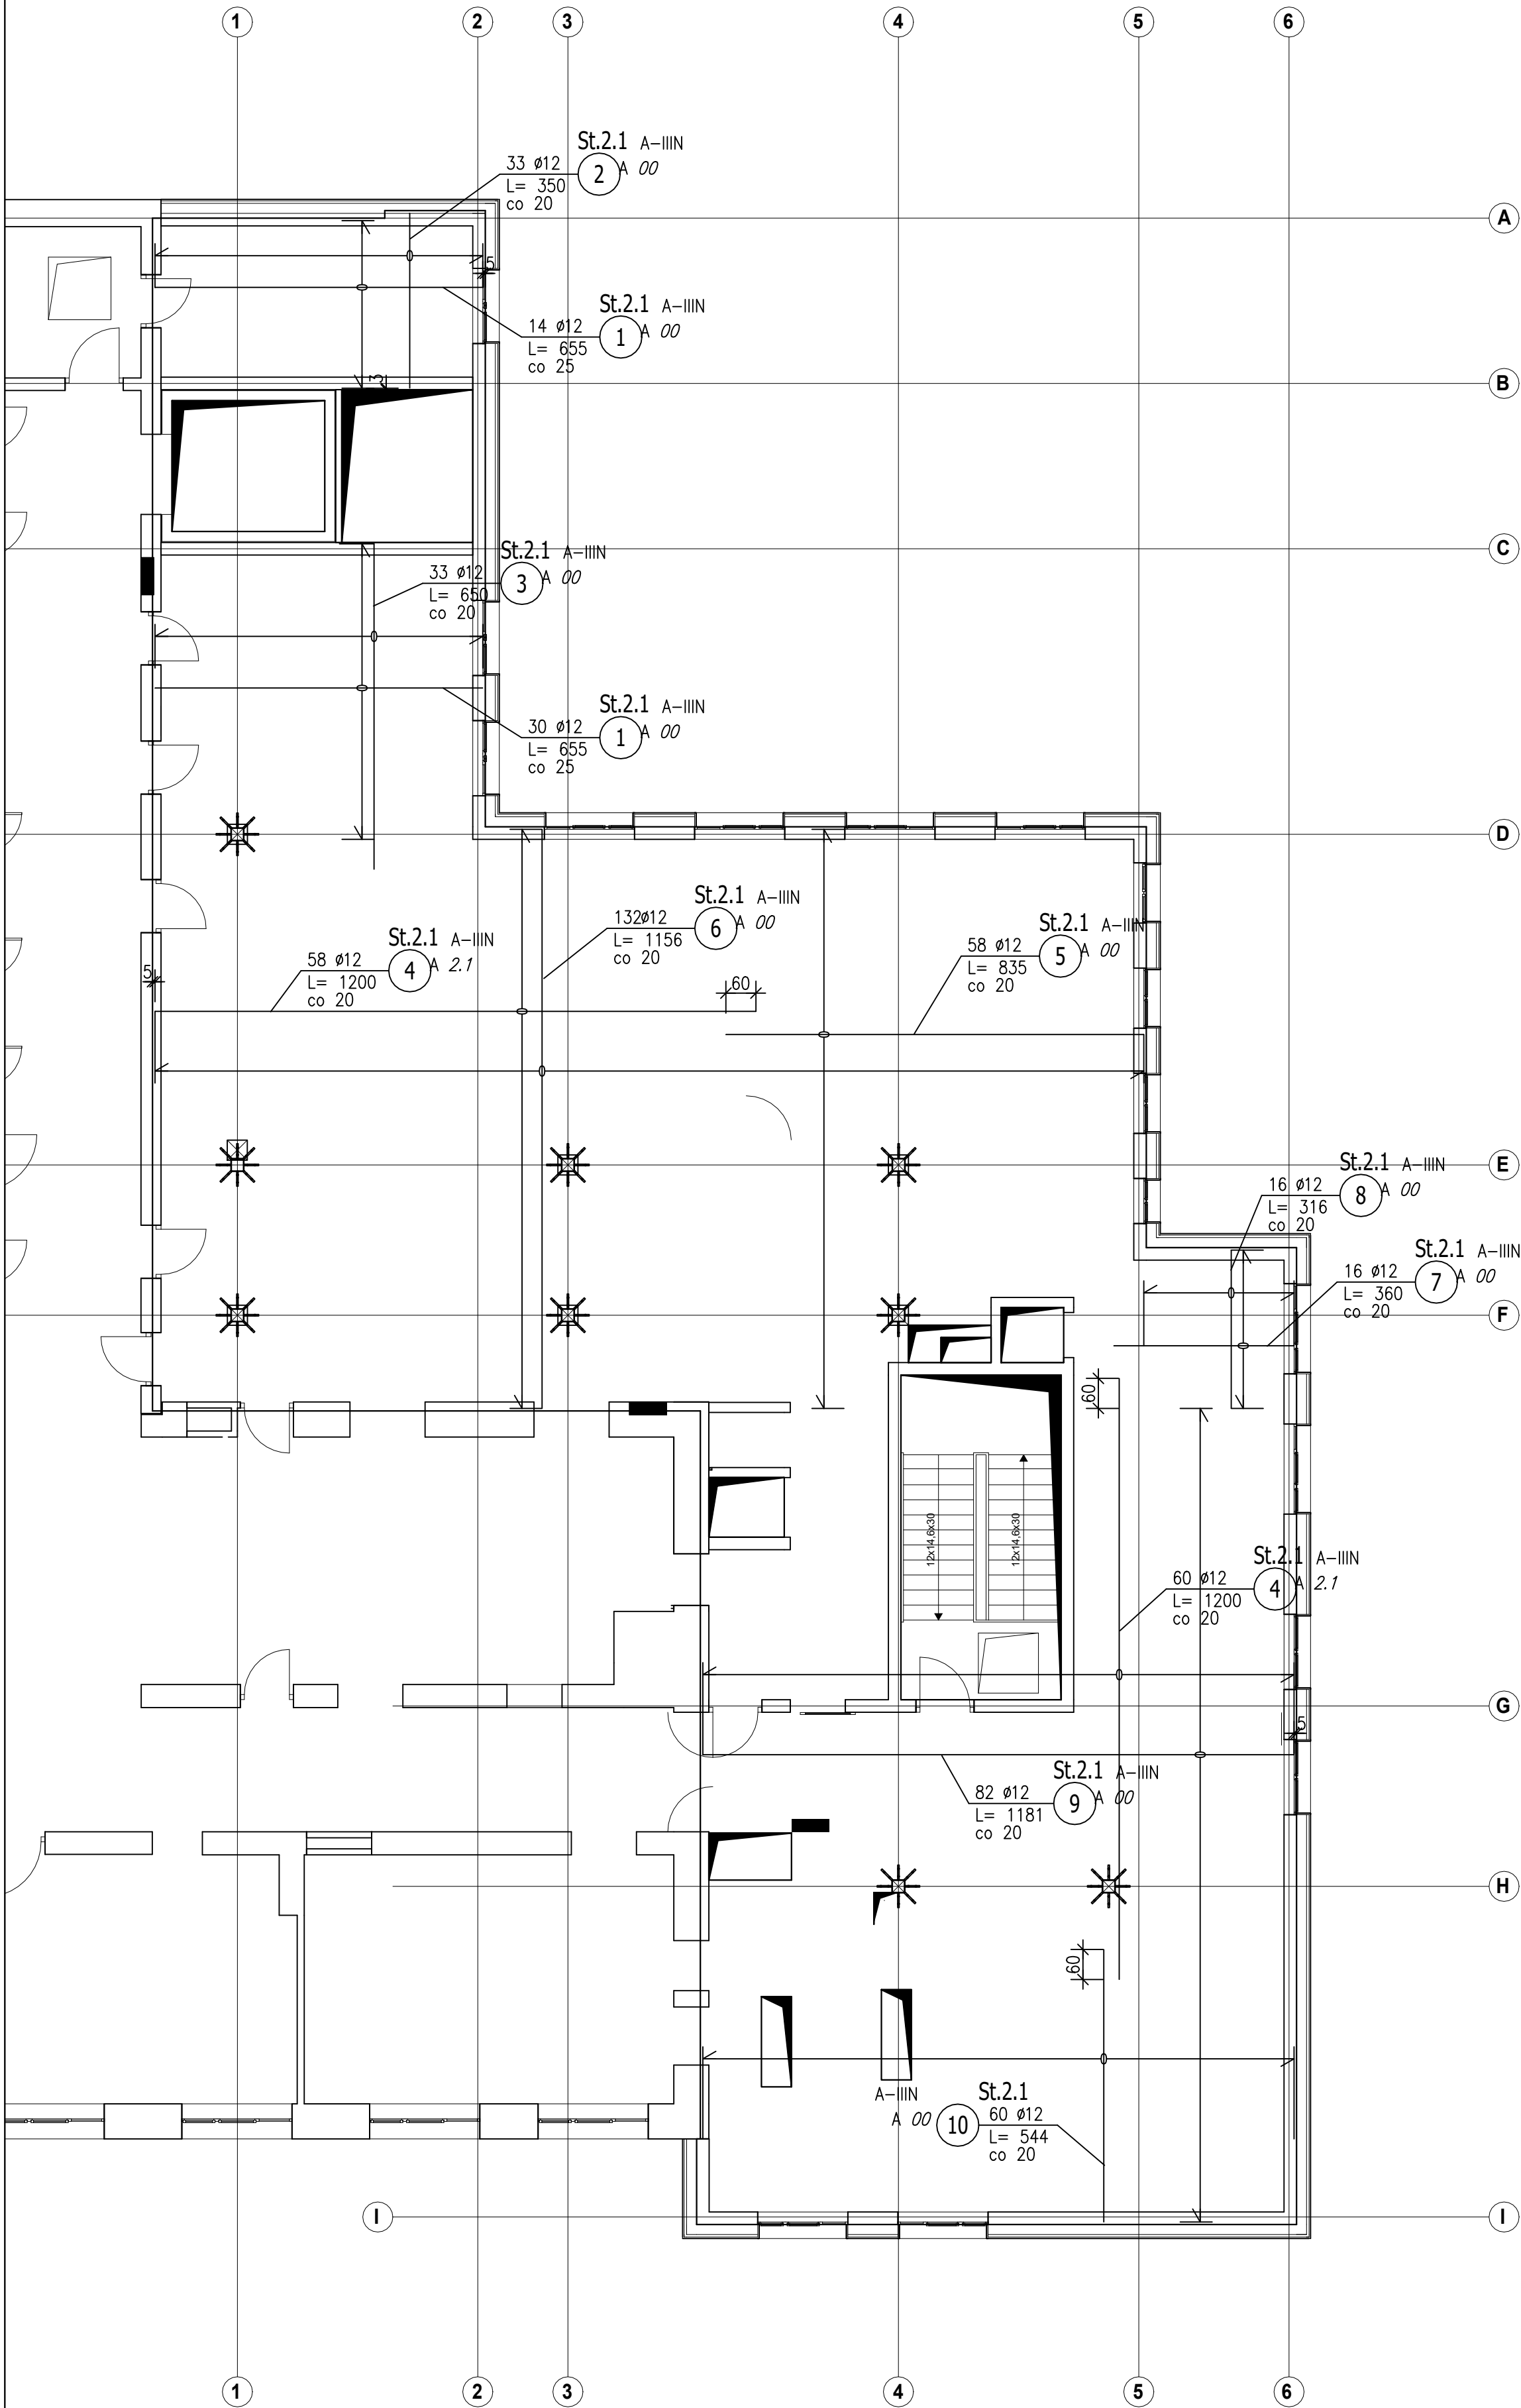 1 2 3 4 5 6
St.2.1 A-IIIN
33 ø12 2 A 00
L= 350
co 20
A
5
St.2.1 A-IIIN
14 ø12 1 A 00
L= 655
co 25
3
B
St.2.1 A-IIIN
33 ø12 3 A 00
L= 650
co 20
C
St.2.1 A-IIIN
30 ø12 1 A 00
L= 655
co 25
D
St.2.1 A-IIIN
132ø12 6 A 00
L= 1156
co 20
St.2.1 A-IIIN
58 ø12 5 A 00
L= 835
co 20
St.2.1 A-IIIN
58 ø12 4 A 2.1
L= 1200
co 20
5
60
E
St.2.1 A-IIIN
16 ø12 8 A 00
L= 316
co 20
St.2.1 A-IIIN
16 ø12 7 A 00
L= 360
co 20
F
60
12x14,6x30
12x14,6x30
St.2.1 A-IIIN
60 ø12 4 A 2.1
L= 1200
co 20
G
5
St.2.1 A-IIIN
82 ø12 9 A 00
L= 1181
co 20
H
60
A-IIIN St.2.1
A 00 10 60 ø12
L= 544
co 20
I I
1 2 3 4 5 6